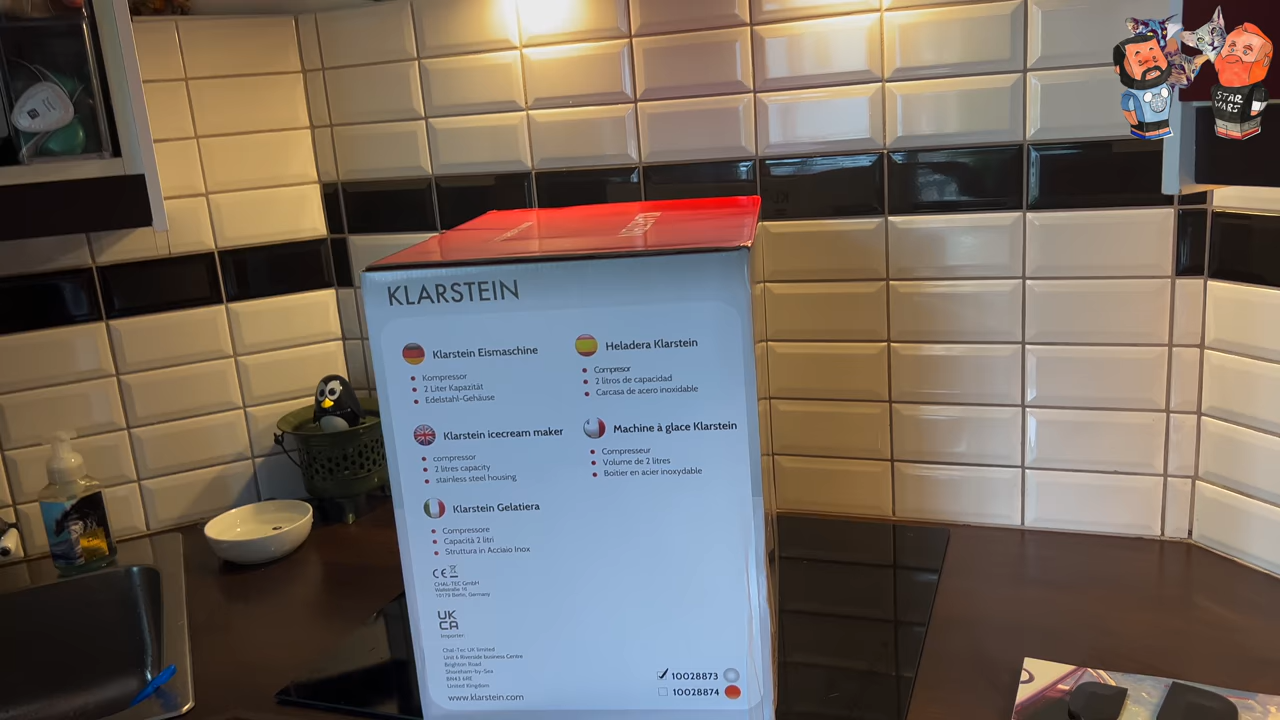 STAR
WARS
KLARSTEIN
Klarstein Eismaschine
Kompressor
2 Liter Kapazität
Edelstahl-Gehäuse
Heladera Klarstein
Compresor
2 litros de capacidad
Carcasa de acero inoxidable
Klarstein icecream maker
compressor
2 litres capacity
stainless steel housing
Machine à glace Klarstein
Compresseur
Volume de 2 litres
Boitier en acier inoxydable
Klarstein Gelatiera
Compressore
Capacità 2 litri
Struttura in Acciaio Inox
CE
CHAL-TEC GmbH
Wallstraße 16
10179 Berlin, Germany
UK
CA
Importer:
Chal-Tec UK limited
Unit 6 Riverside business Centre
Brighton Road
Shoreham-by-Sea
BN43 6RE
United Kingdom
www.klarstein.com
10028873
10028874